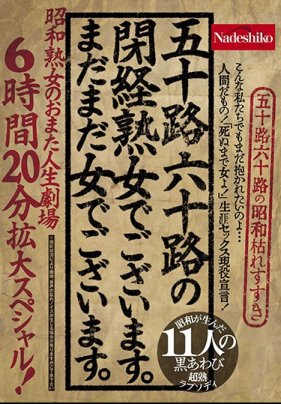 Nadeshiko
五十路六十路の昭和枯れすすき
こんな私たちでもまだ抱かれたいのよ…
人間だもの!「死ぬまで女よっ」生涯セックス現役宣言!
五十路六十路の
閉経熟女でございます。
まだまだ女でございます。
昭和熟女のおまた人生劇場
6時間20分拡大スペシャル!
昭和が生んだ
11人の
黒あわび
超熟
ラプソディ